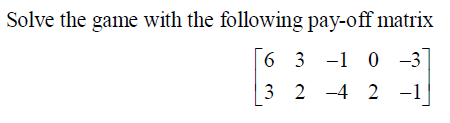 Solve the game with the following pay-off matrix
[6 3 −1 0 −3
3 2 −4 2 −1]